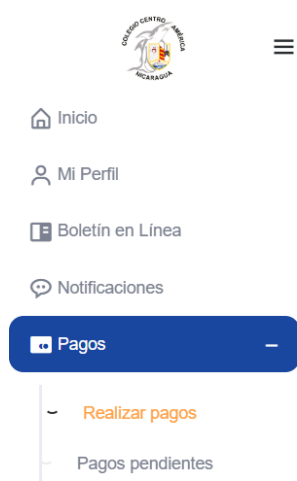 COLEGIO CENTRO AMÉRICA
NICARAGUA
Inicio
Mi Perfil
Boletín en Línea
Notificaciones
Pagos
Realizar pagos
Pagos pendientes